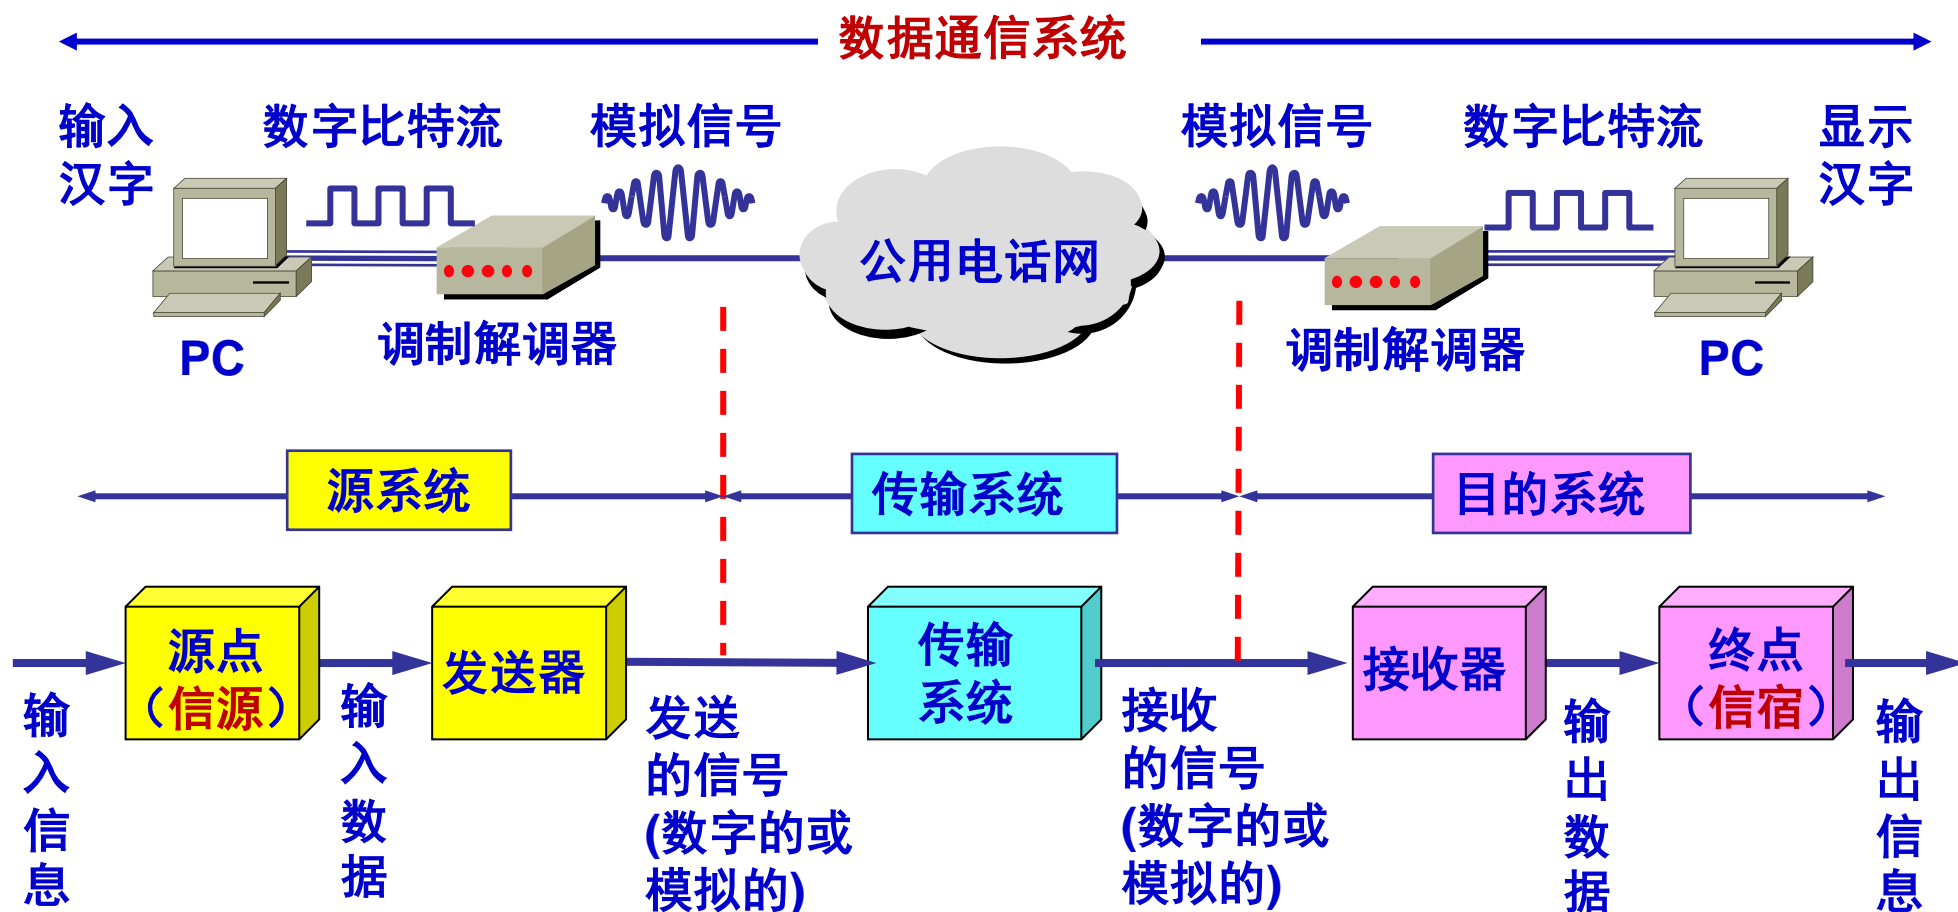 数据通信系统
输入
汉字
数字比特流
模拟信号
模拟信号
数字比特流
显示
汉字
公用电话网
PC
调制解调器
调制解调器
PC
源系统
传输系统
目的系统
源点
（信源）
发送器
传输
系统
接收器
终点
（信宿）
输入信息
输入数据
发送
的信号
(数字的或
模拟的)
接收
的信号
(数字的或
模拟的)
输出数据
输出信息